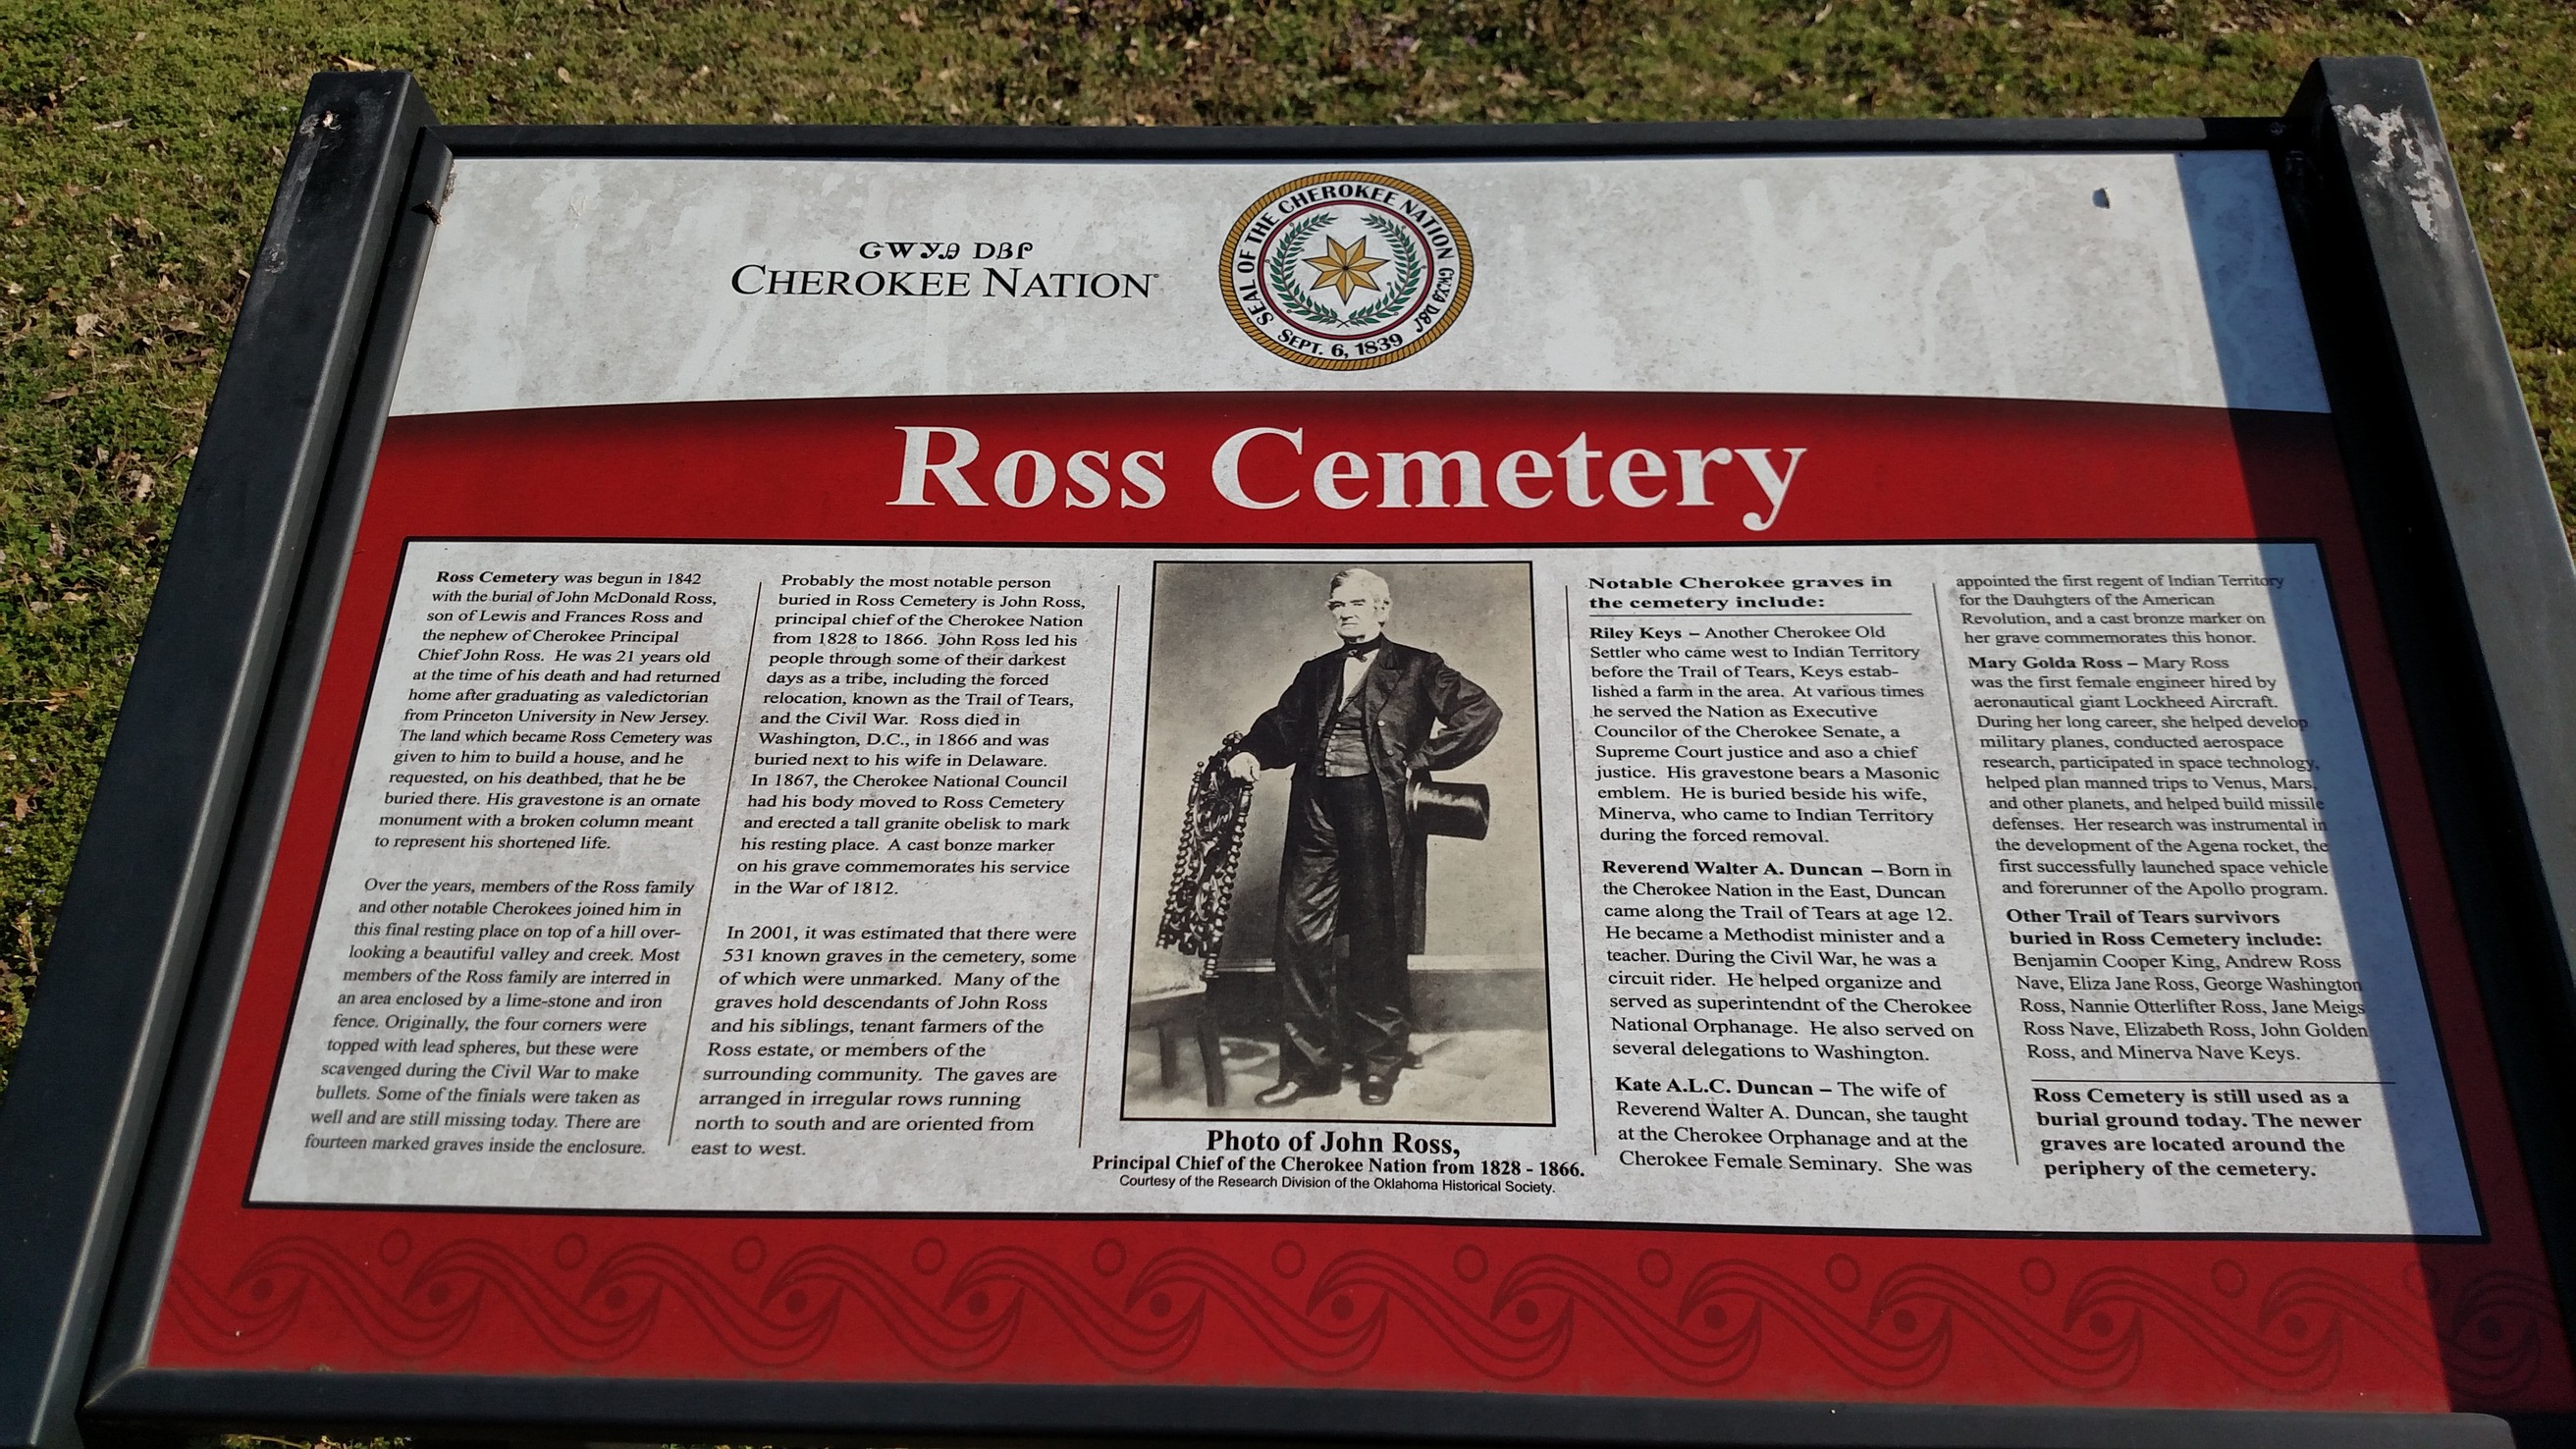 ᏣᎳᎩᎯ ᎠᏰᎵ
CHEROKEE NATION®
SEAL OF THE CHEROKEE NATION ᏣᎳᎩᎯ ᎠᏰᎵ
SEPT. 6, 1839
Ross Cemetery
Ross Cemetery was begun in 1842
with the burial of John McDonald Ross,
son of Lewis and Frances Ross and
the nephew of Cherokee Principal
Chief John Ross. He was 21 years old
at the time of his death and had returned
home after graduating as valedictorian
from Princeton University in New Jersey.
The land which became Ross Cemetery was
given to him to build a house, and he
requested, on his deathbed, that he be
buried there. His gravestone is an ornate
monument with a broken column meant
to represent his shortened life.
Over the years, members of the Ross family
and other notable Cherokees joined him in
this final resting place on top of a hill over-
looking a beautiful valley and creek. Most
members of the Ross family are interred in
an area enclosed by a lime-stone and iron
fence. Originally, the four corners were
topped with lead spheres, but these were
scavenged during the Civil War to make
bullets. Some of the finials were taken as
well and are still missing today. There are
fourteen marked graves inside the enclosure.
Probably the most notable person
buried in Ross Cemetery is John Ross,
principal chief of the Cherokee Nation
from 1828 to 1866. John Ross led his
people through some of their darkest
days as a tribe, including the forced
relocation, known as the Trail of Tears,
and the Civil War. Ross died in
Washington, D.C., in 1866 and was
buried next to his wife in Delaware.
In 1867, the Cherokee National Council
had his body moved to Ross Cemetery
and erected a tall granite obelisk to mark
his resting place. A cast bonze marker
on his grave commemorates his service
in the War of 1812.
In 2001, it was estimated that there were
531 known graves in the cemetery, some
of which were unmarked. Many of the
graves hold descendants of John Ross
and his siblings, tenant farmers of the
Ross estate, or members of the
surrounding community. The gaves are
arranged in irregular rows running
north to south and are oriented from
east to west.
Photo of John Ross,
Principal Chief of the Cherokee Nation from 1828 - 1866.
Courtesy of the Research Division of the Oklahoma Historical Society.
Notable Cherokee graves in
the cemetery include:
Riley Keys – Another Cherokee Old
Settler who came west to Indian Territory
before the Trail of Tears, Keys estab-
lished a farm in the area. At various times
he served the Nation as Executive
Councilor of the Cherokee Senate, a
Supreme Court justice and aso a chief
justice. His gravestone bears a Masonic
emblem. He is buried beside his wife,
Minerva, who came to Indian Territory
during the forced removal.
Reverend Walter A. Duncan – Born in
the Cherokee Nation in the East, Duncan
came along the Trail of Tears at age 12.
He became a Methodist minister and a
teacher. During the Civil War, he was a
circuit rider. He helped organize and
served as superintendnt of the Cherokee
National Orphanage. He also served on
several delegations to Washington.
Kate A.L.C. Duncan – The wife of
Reverend Walter A. Duncan, she taught
at the Cherokee Orphanage and at the
Cherokee Female Seminary. She was
appointed the first regent of Indian Territory
for the Dauhgters of the American
Revolution, and a cast bronze marker on
her grave commemorates this honor.
Mary Golda Ross – Mary Ross
was the first female engineer hired by
aeronautical giant Lockheed Aircraft.
During her long career, she helped develop
military planes, conducted aerospace
research, participated in space technology,
helped plan manned trips to Venus, Mars,
and other planets, and helped build missile
defenses. Her research was instrumental in
the development of the Agena rocket, the
first successfully launched space vehicle
and forerunner of the Apollo program.
Other Trail of Tears survivors
buried in Ross Cemetery include:
Benjamin Cooper King, Andrew Ross
Nave, Eliza Jane Ross, George Washington
Ross, Nannie Otterlifter Ross, Jane Meigs
Ross Nave, Elizabeth Ross, John Golden
Ross, and Minerva Nave Keys.
Ross Cemetery is still used as a
burial ground today. The newer
graves are located around the
periphery of the cemetery.